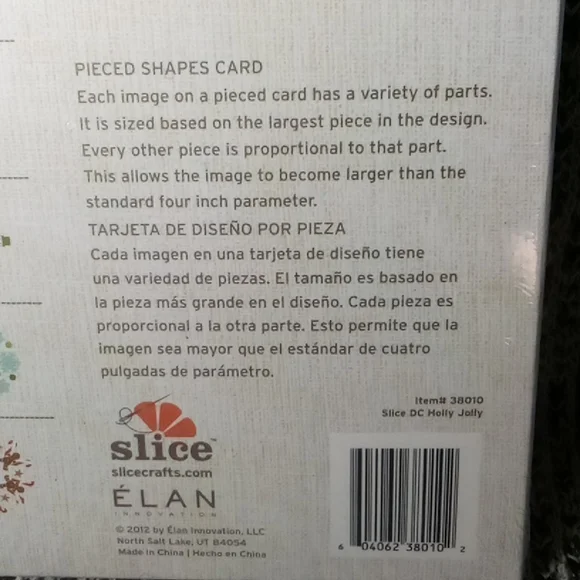 PIECED SHAPES CARD
Each image on a pieced card has a variety of parts.
It is sized based on the largest piece in the design.
Every other piece is proportional to that part.
This allows the image to become larger than the
standard four inch parameter.
TARJETA DE DISEÑO POR PIEZA
Cada imagen en una tarjeta de diseño tiene
una variedad de piezas. El tamaño es basado en
la pieza más grande en el diseño. Cada pieza es
proporcional a la otra parte. Esto permite que la
imagen sea mayor que el estándar de cuatro
pulgadas de parámetro.
Item# 38010
Slice DC Holly Jolly
slice™
slicecrafts.com
ÉLAN
INNOVATION
© 2012 by Élan Innovation, LLC
North Salt Lake, UT 84054
Made in China | Hecho en China
6 04062 38010 2